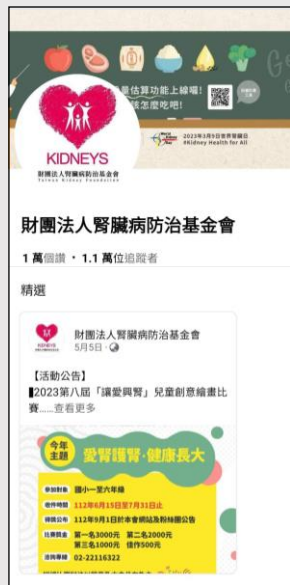 量估算功能上線囉!
該怎麼吃吧!
KIDNEYS
財團法人腎臟病防治基金會
Taiwan Kidney Foundation
2023年3月9日世界腎臟日
#Kidney Health for All
財團法人腎臟病防治基金會
1 萬個讚 · 1.1 萬位追蹤者
精選
KIDNEYS
財團法人腎臟病防治基金會
5月5日 ·
【活動公告】
2023第八屆「讓愛興腎」兒童創意繪畫比
賽……查看更多
今年
主題
愛腎護腎·健康長大
參加對象 國小一至六年級
收件時間 112年6月15日至7月31日止
得獎公布 112年9月1日於本會網站及粉絲團公告
比賽獎金 第一名3000元 第二名2000元
第三名1000元 佳作500元
洽詢專線 02-22116322